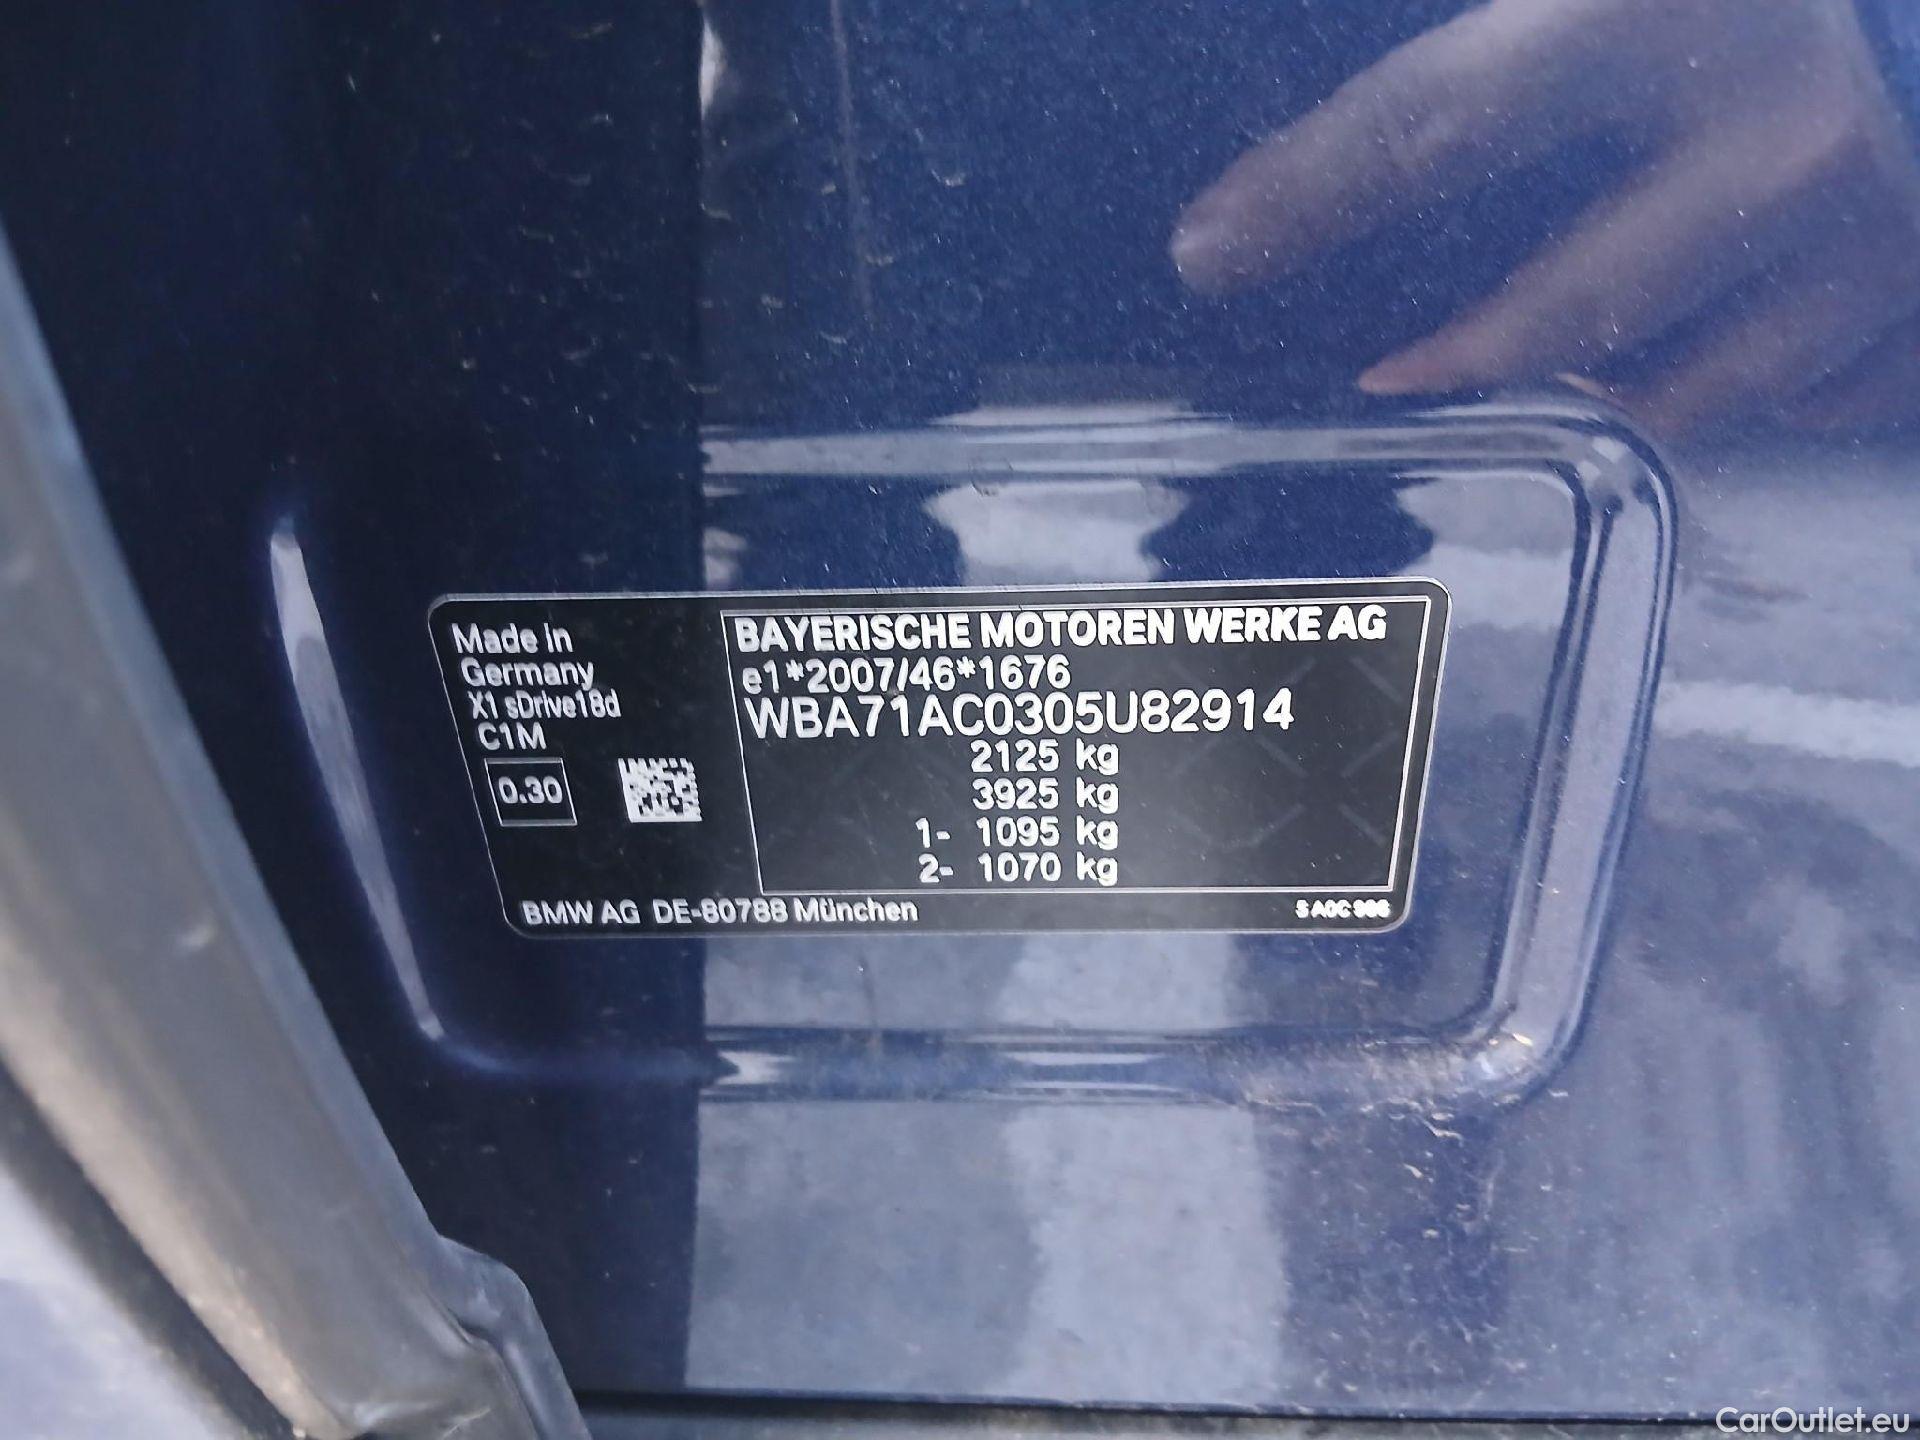 Made in
Germany
X1 sDrive18d
C1M
0.30
BAYERISCHE MOTOREN WERKE AG
e1*2007/46*1676
WBA71AC0305U82914
2125 kg
3925 kg
1- 1095 kg
2- 1070 kg
BMW AG DE-80788 München
CarOutlet.eu